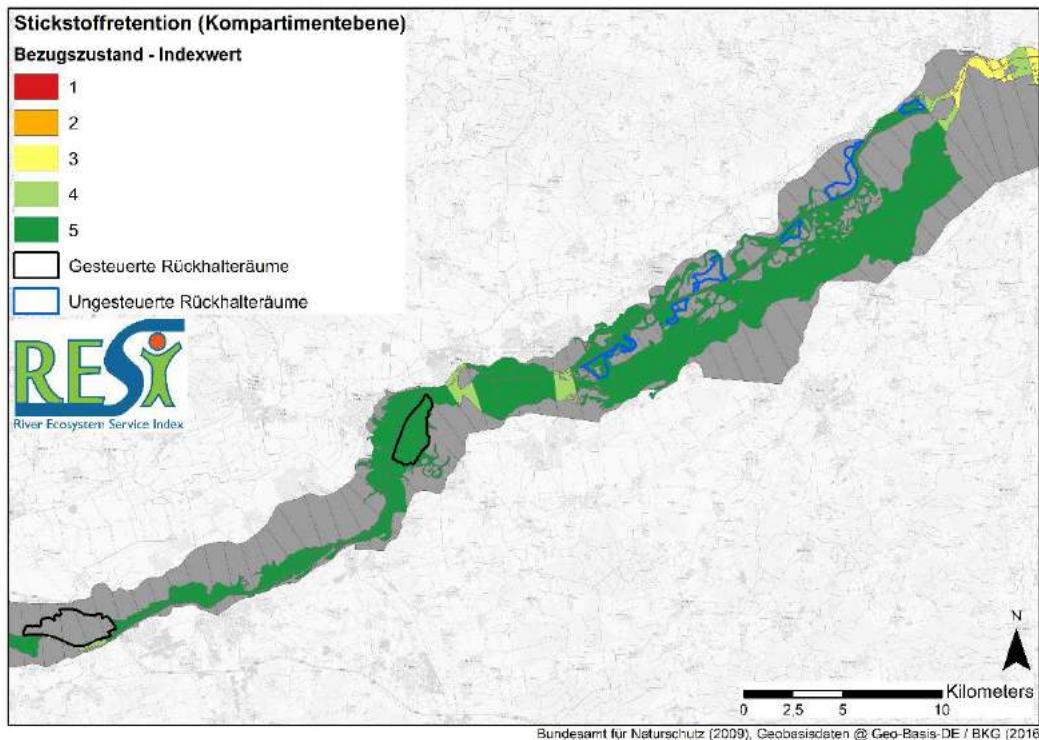 Stickstoffretention (Kompartimentebene)
Bezugszustand - Indexwert
1
2
3
4
5
Gesteuerte Rückhalteräume
Ungesteuerte Rückhalteräume
RESI
River Ecosystem Service Index
N
Kilometers
0 2,5 5 10
Bundesamt für Naturschutz (2009), Geobasisdaten @ Geo-Basis-DE / BKG (2016